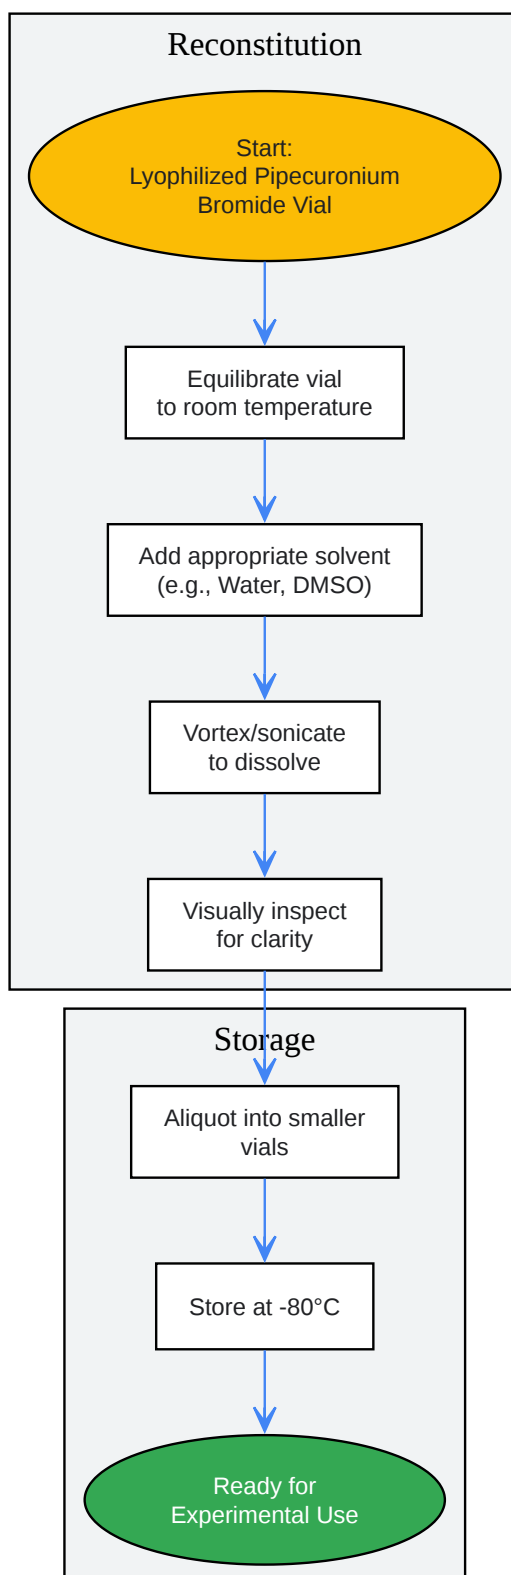 Reconstitution
Start:
Lyophilized Pipecuronium
Bromide Vial
Equilibrate vial
to room temperature
Add appropriate solvent
(e.g., Water, DMSO)
Vortex/sonicate
to dissolve
Visually inspect
for clarity
Storage
Aliquot into smaller
vials
Store at -80°C
Ready for
Experimental Use